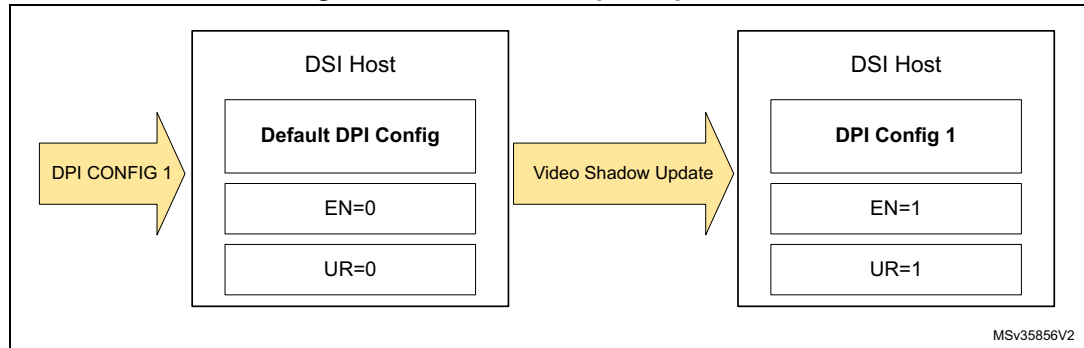 DPI CONFIG 1
DSI Host
Default DPI Config
EN=0
UR=0
Video Shadow Update
DSI Host
DPI Config 1
EN=1
UR=1
MSv35856V2